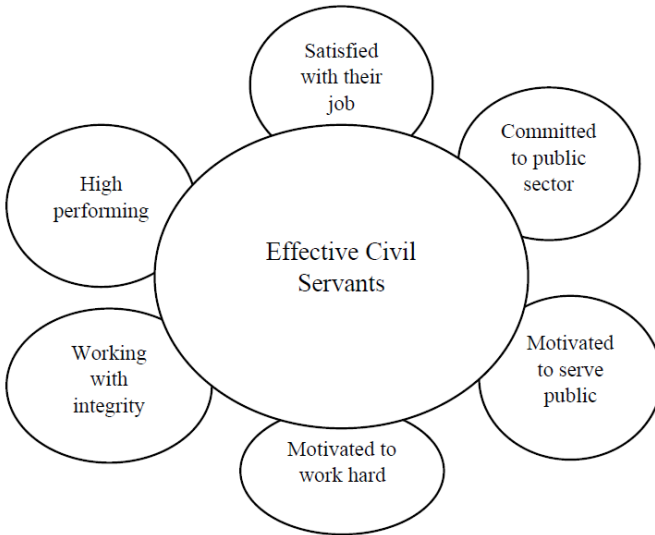 Satisfied
with their
job
Committed
to public
sector
High
performing
Effective Civil
Servants
Working
with
integrity
Motivated
to serve
public
Motivated to
work hard